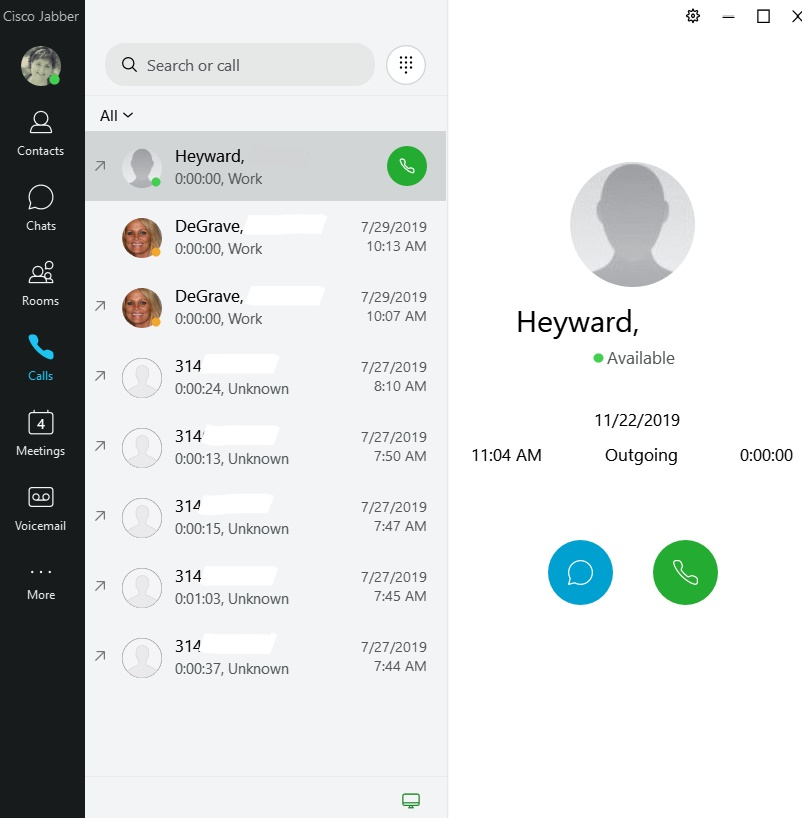 Cisco Jabber
Contacts
Chats
Rooms
Calls
4
Meetings
Voicemail
More
Search or call
All
Heyward,
0:00:00, Work
DeGrave,
0:00:00, Work
7/29/2019
10:13 AM
DeGrave,
0:00:00, Work
7/29/2019
10:07 AM
314
0:00:24, Unknown
7/27/2019
8:10 AM
314
0:00:13, Unknown
7/27/2019
7:50 AM
314
0:00:15, Unknown
7/27/2019
7:47 AM
314
0:01:03, Unknown
7/27/2019
7:45 AM
314
0:00:37, Unknown
7/27/2019
7:44 AM
Heyward,
Available
11/22/2019
11:04 AM Outgoing 0:00:00